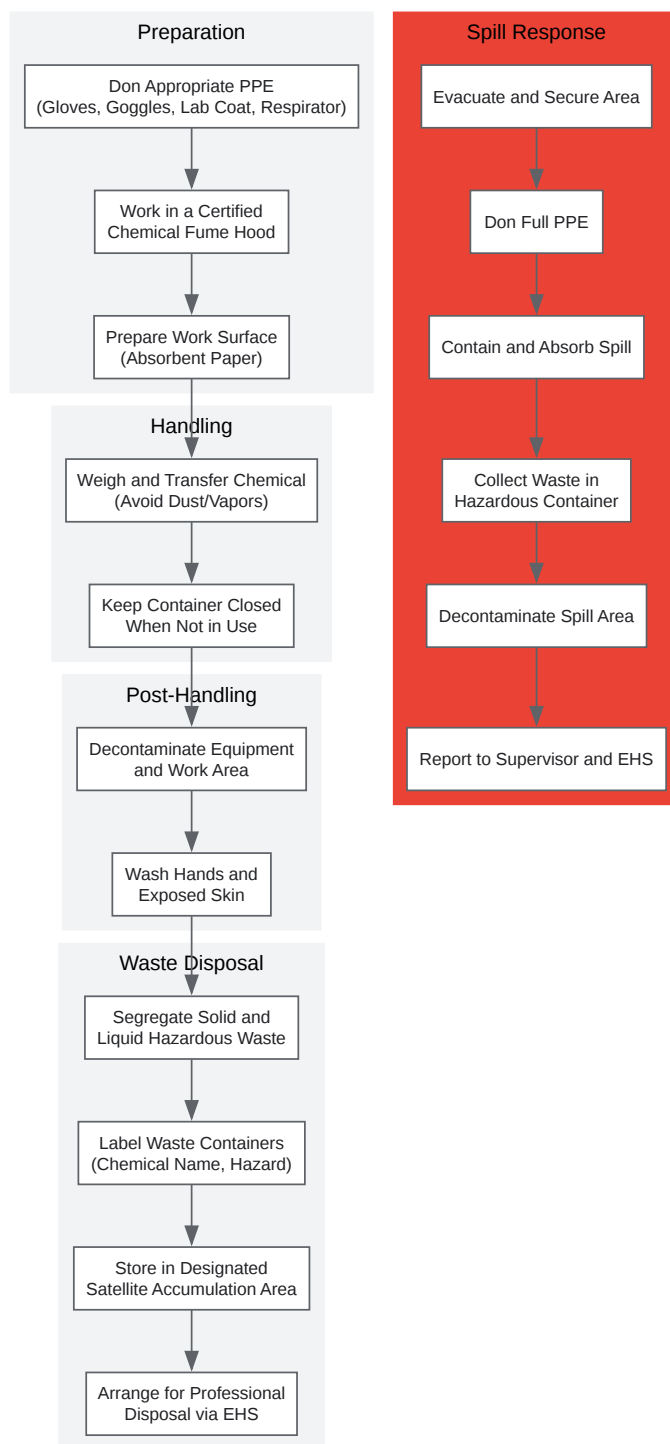 Preparation
Don Appropriate PPE
(Gloves, Goggles, Lab Coat, Respirator)
Work in a Certified
Chemical Fume Hood
Prepare Work Surface
(Absorbent Paper)
Handling
Weigh and Transfer Chemical
(Avoid Dust/Vapors)
Keep Container Closed
When Not in Use
Post-Handling
Decontaminate Equipment
and Work Area
Wash Hands and
Exposed Skin
Waste Disposal
Segregate Solid and
Liquid Hazardous Waste
Label Waste Containers
(Chemical Name, Hazard)
Store in Designated
Satellite Accumulation Area
Arrange for Professional
Disposal via EHS
Spill Response
Evacuate and Secure Area
Don Full PPE
Contain and Absorb Spill
Collect Waste in
Hazardous Container
Decontaminate Spill Area
Report to Supervisor and EHS